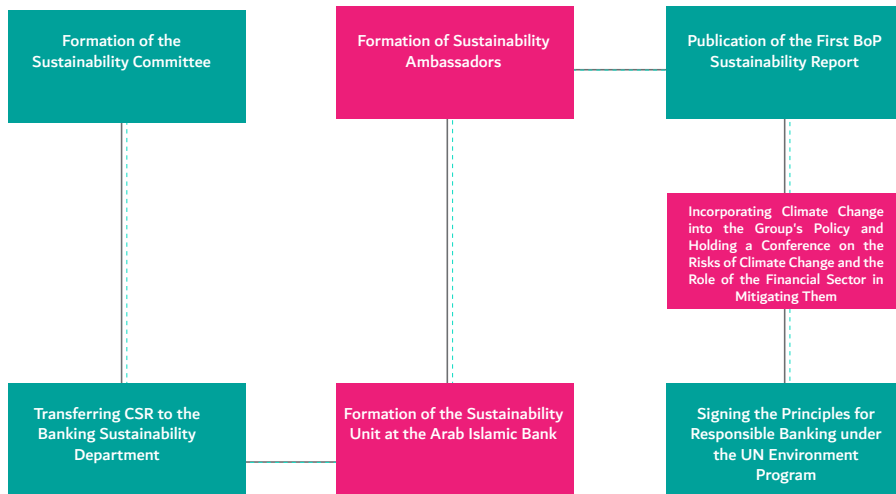 Formation of the
Sustainability Committee
Formation of Sustainability
Ambassadors
Publication of the First BoP
Sustainability Report
Incorporating Climate Change
into the Group's Policy and
Holding a Conference on the
Risks of Climate Change and the
Role of the Financial Sector in
Mitigating Them
Transferring CSR to the
Banking Sustainability
Department
Formation of the Sustainability
Unit at the Arab Islamic Bank
Signing the Principles for
Responsible Banking under
the UN Environment
Program